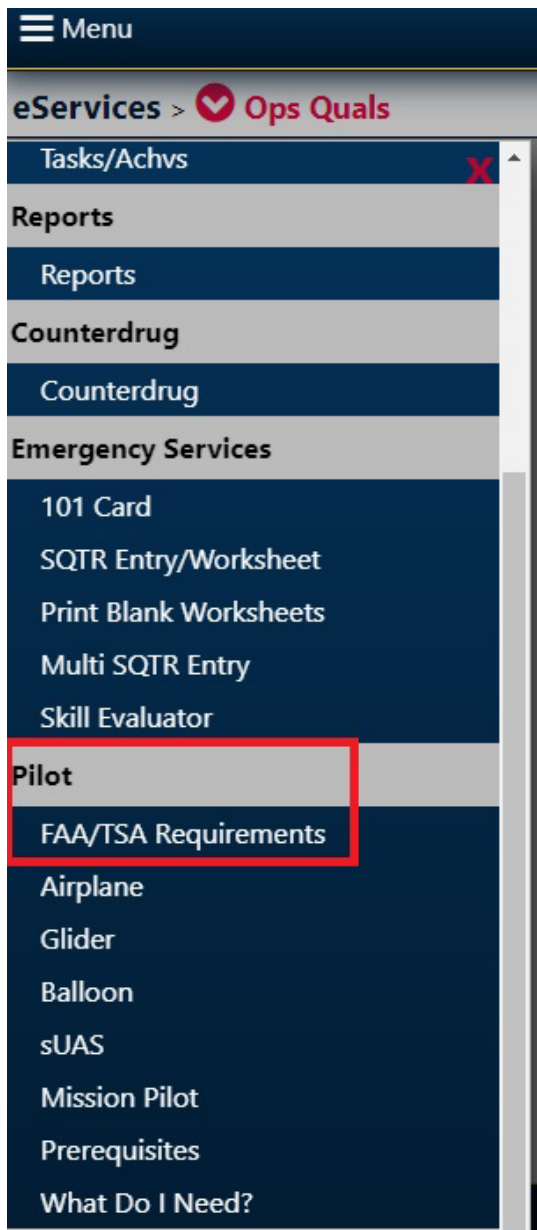 Menu
eServices > Ops Quals
Tasks/Achvs
X
Reports
Reports
Counterdrug
Counterdrug
Emergency Services
101 Card
SQTR Entry/Worksheet
Print Blank Worksheets
Multi SQTR Entry
Skill Evaluator
Pilot
FAA/TSA Requirements
Airplane
Glider
Balloon
sUAS
Mission Pilot
Prerequisites
What Do I Need?